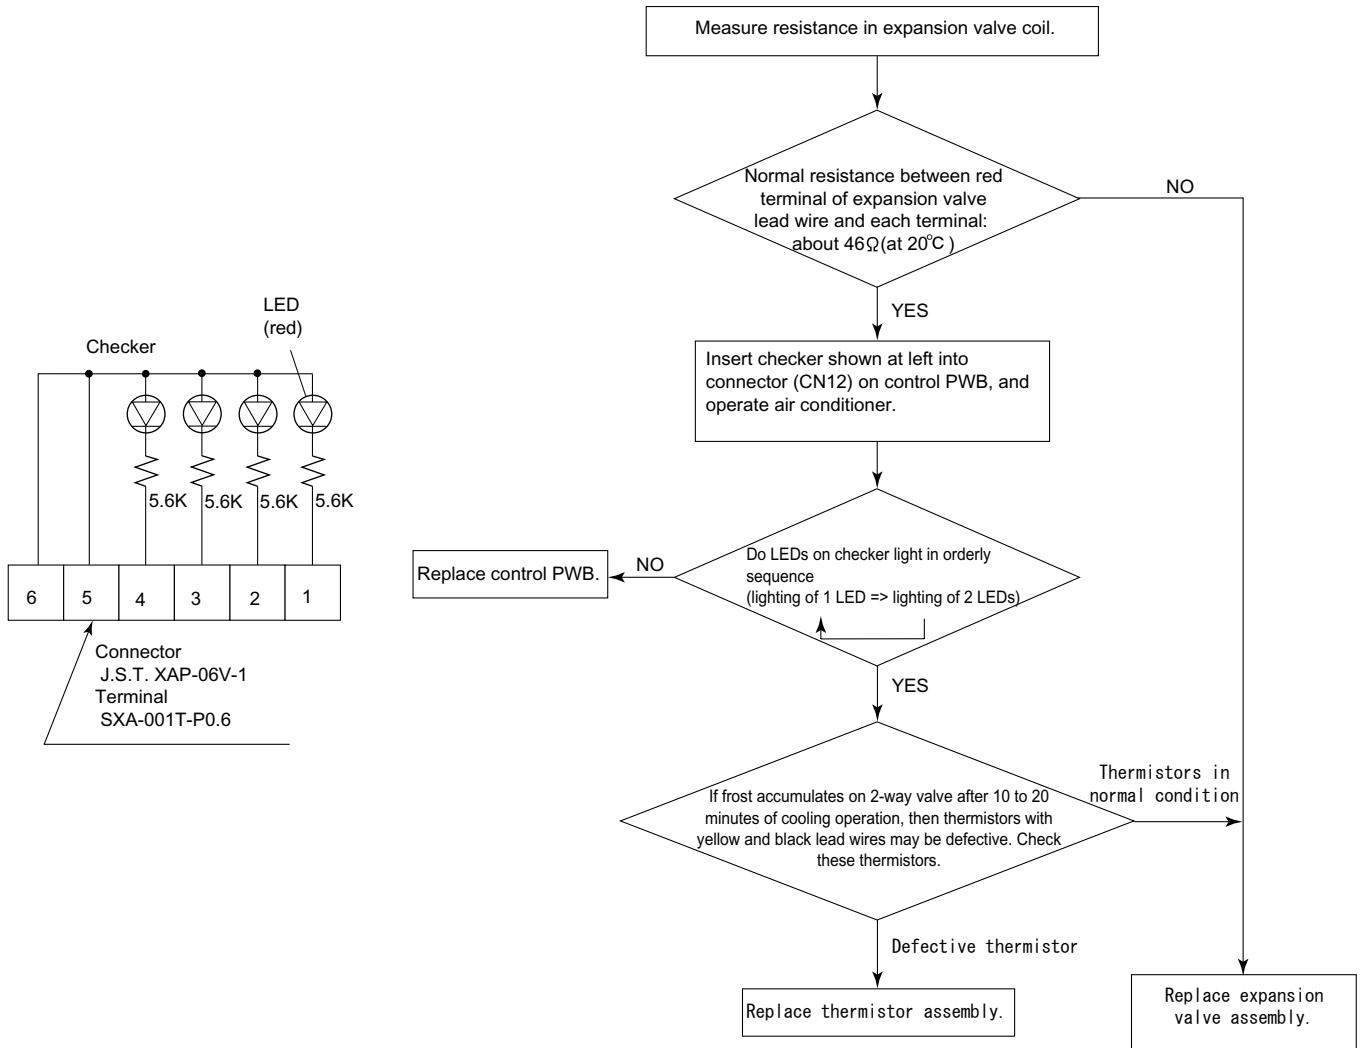 Measure resistance in expansion valve coil.
Normal resistance between red
terminal of expansion valve
lead wire and each terminal:
about 46Ω(at 20℃)
NO
YES
LED
(red)
Checker
5.6K
5.6K
5.6K
5.6K
6
5
4
3
2
1
Connector
J.S.T. XAP-06V-1
Terminal
SXA-001T-P0.6
Insert checker shown at left into
connector (CN12) on control PWB, and
operate air conditioner.
Do LEDs on checker light in orderly
sequence
(lighting of 1 LED => lighting of 2 LEDs)
NO
Replace control PWB.
YES
If frost accumulates on 2-way valve after 10 to 20
minutes of cooling operation, then thermistors with
yellow and black lead wires may be defective. Check
these thermistors.
Thermistors in
normal condition
Defective thermistor
Replace thermistor assembly.
Replace expansion
valve assembly.